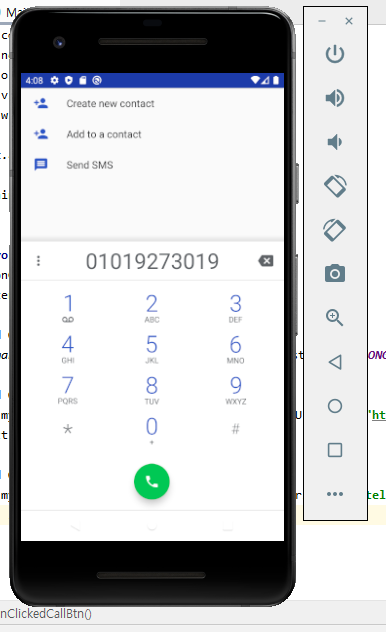 4:08
Create new contact
Add to a contact
Send SMS
01019273019
1 2 3
ABC DEF
4 5 6
GHI JKL MNO
7 8 9
PQRS TUV WXYZ
* 0 #
+
nClickedCallBtn()